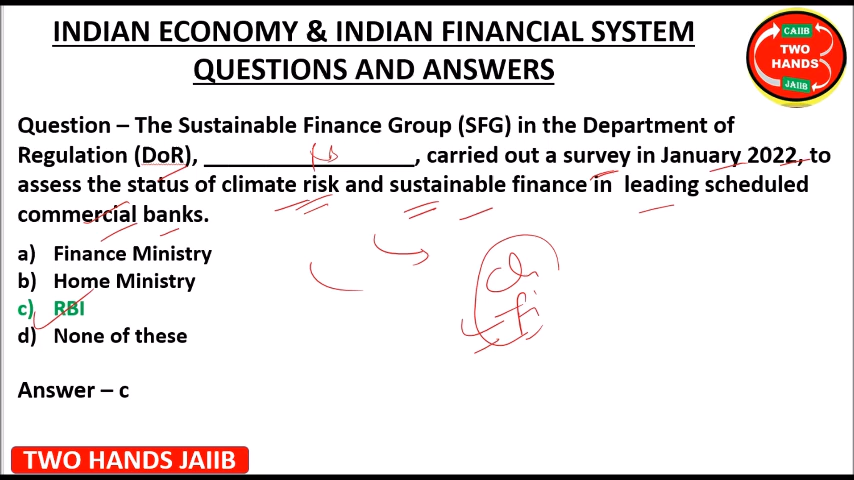 INDIAN ECONOMY & INDIAN FINANCIAL SYSTEM
QUESTIONS AND ANSWERS
CAIIB
TWO
HANDS
JAIIB
Question – The Sustainable Finance Group (SFG) in the Department of
Regulation (DoR), _________________, carried out a survey in January 2022, to
assess the status of climate risk and sustainable finance in leading scheduled
commercial banks.
a) Finance Ministry
b) Home Ministry
c) RBI
d) None of these
Answer – c
TWO HANDS JAIIB